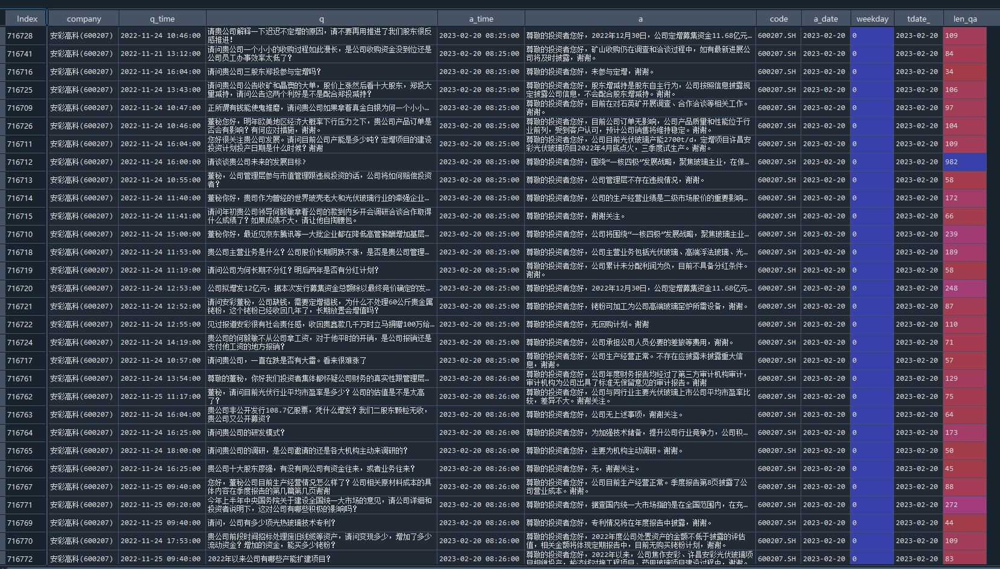 Index company q_time q a_time a code a_date weekday tdate_ len_qa
716728 安彩高科(600207) 2022-11-24 10:46:00 请贵公司解释一下迟迟不定增的原因，请不要再用推进了我们股东很反感推进！ 2023-02-20 08:25:00 尊敬的投资者您好，2022年12月30日，公司定增募集资金11.68亿元… 600207.SH 2023-02-20 0 2023-02-20 109
716741 安彩高科(600207) 2022-11-21 13:12:00 请问贵公司一个小小的收购过程如此漫长，是公司收购资金没到位还是公司员工办事效率太低了？ 2023-02-20 08:25:00 尊敬的投资者您好，矿山收购仍在调查和洽谈过程中，如有最新进展公司将及时披露，谢谢。 600207.SH 2023-02-20 0 2023-02-20 84
716716 安彩高科(600207) 2022-11-24 16:04:00 请问贵公司三股东郑投参与定增吗？ 2023-02-20 08:25:00 尊敬的投资者您好，未参与定增，谢谢。 600207.SH 2023-02-20 0 2023-02-20 34
716725 安彩高科(600207) 2022-11-24 13:43:00 请问贵公司公告收矿和晶澳的大单，股价上涨然后看十大股东，郑投大量减持，请问公告这两个利好是不是配合郑投减持？ 2023-02-20 08:25:00 尊敬的投资者您好，股东增减持是股东自主行为，公司按照信息披露规定披露公司信息，不会配合股东增减持。谢谢。 600207.SH 2023-02-20 0 2023-02-20 106
716709 安彩高科(600207) 2022-11-24 10:47:00 正所谓有钱能使鬼推磨，请问贵公司如果拿着真金白银为何一个小小… 2023-02-20 08:25:00 尊敬的投资者您好，目前在对石英矿开展调查、合作洽谈等相关工作。谢谢。 600207.SH 2023-02-20 0 2023-02-20 97
716726 安彩高科(600207) 2022-11-24 10:46:00 董秘您好，明年欧美地区经济大概率下行压力之下，贵公司产品订单是否会有影响？有何应对措施，谢谢。 2023-02-20 08:25:00 尊敬的投资者您好，目前公司订单无影响，公司产品质量和性能位于行业前列，受到客户认可，预计公司销售将维持稳定。谢谢。 600207.SH 2023-02-20 0 2023-02-20 104
716711 安彩高科(600207) 2022-11-24 16:04:00 您好很关注贵公司发展。请问目前公司产能是多少吨？定增项目的建设投资计划投产日期是什么时候？谢谢 2023-02-20 08:25:00 尊敬的投资者您好，公司目前光伏玻璃产能2700t/d，定增项目许昌安彩光伏玻璃项目2022年4月底点火，三季度试生产。谢谢。 600207.SH 2023-02-20 0 2023-02-20 109
716712 安彩高科(600207) 2022-11-24 16:00:00 请谈谈贵公司未来的发展目标? 2023-02-20 08:25:00 尊敬的投资者您好，围绕“一核四极”发展战略，聚焦玻璃主业，在保… 600207.SH 2023-02-20 0 2023-02-20 982
716713 安彩高科(600207) 2022-11-24 10:55:00 董秘，公司管理层参与市值管理跟违规投资的话，公司将如何赔偿投资者？ 2023-02-20 08:25:00 尊敬的投资者您好，公司管理层不存在违规情况，谢谢。 600207.SH 2023-02-20 0 2023-02-20 58
716714 安彩高科(600207) 2022-11-24 11:40:00 董秘你好，贵司作为曾经的世界玻壳老大和光伏玻璃行业的牵强企业… 2023-02-20 08:25:00 尊敬的投资者您好，公司的生产经营业绩是二级市场股价的重要影响… 600207.SH 2023-02-20 0 2023-02-20 172
716715 安彩高科(600207) 2022-11-24 11:41:00 请问年初贵公司领导何毅敏拿着公司的款到内乡开会调研洽谈合作取得什么成绩了？如果成绩不大，请让他自掏腰包。 2023-02-20 08:25:00 尊敬的投资者您好，谢谢关注。 600207.SH 2023-02-20 0 2023-02-20 66
716710 安彩高科(600207) 2022-11-24 15:00:00 董秘你好，最近见京东腾讯等一大批企业都在降低高管薪酬增加基层… 2023-02-20 08:25:00 尊敬的投资者您好，公司将围绕“一核四极”发展战略，聚焦玻璃主业… 600207.SH 2023-02-20 0 2023-02-20 239
716718 安彩高科(600207) 2022-11-24 11:53:00 贵公司主营业务是什么？公司股价长期阴跌不涨，是否是贵公司管理… 2023-02-20 08:25:00 尊敬的投资者您好，公司主营业务包括光伏玻璃、高端浮法玻璃、光… 600207.SH 2023-02-20 0 2023-02-20 189
716719 安彩高科(600207) 2022-11-24 11:19:00 请问公司为何长期不分红？明后两年是否有分红计划？ 2023-02-20 08:25:00 尊敬的投资者您好，公司累计未分配利润为负，目前不具备分红条件。谢谢。 600207.SH 2023-02-20 0 2023-02-20 58
716720 安彩高科(600207) 2022-11-24 12:53:00 公司拟增发12亿元，据本次发行募集资金总额除以最终竞价确定的发… 2023-02-20 08:25:00 尊敬的投资者您好，2022年12月30日，公司定增募集资金11.68亿元… 600207.SH 2023-02-20 0 2023-02-20 248
716721 安彩高科(600207) 2022-11-24 12:52:00 请问安彩董秘，公司缺钱，需要定增搞钱，为什么不处理60公斤贵金属铑粉，这个铑粉已经收回几年了，长期放置会增值吗？ 2023-02-20 08:25:00 尊敬的投资者您好，铑粉可加工为公司高端玻璃窑炉所需设备，谢谢。 600207.SH 2023-02-20 0 2023-02-20 87
716722 安彩高科(600207) 2022-11-24 12:55:00 见过报道安彩很有社会责任感，收回贵鑫款几千万时立马捐赠100万给… 2023-02-20 08:25:00 尊敬的投资者您好，无回购计划。谢谢 600207.SH 2023-02-20 0 2023-02-20 110
716724 安彩高科(600207) 2022-11-24 14:19:00 贵公司的何毅敏不从公司拿工资，对于他平时的开销，是公司报销还是支付他工资的地方报销？ 2023-02-20 08:25:00 尊敬的投资者您好，公司承担公司人员必要的差旅等费用，谢谢。 600207.SH 2023-02-20 0 2023-02-20 71
716717 安彩高科(600207) 2022-11-24 10:57:00 请问贵公司，一直在跌是否有大雷。看来很难涨了 2023-02-20 08:25:00 尊敬的投资者您好，公司生产经营正常。不存在应披露未披露重大信息，谢谢。 600207.SH 2023-02-20 0 2023-02-20 57
716761 安彩高科(600207) 2022-11-24 13:54:00 尊敬的董秘，你好我们投资者集体都怀疑公司财务的真实性跟管理层… 2023-02-20 08:26:00 尊敬的投资者您好，公司年度财务报告均经过了第三方审计机构审计，审计机构为公司出具了标准无保留意见的审计报告。谢谢 600207.SH 2023-02-20 0 2023-02-20 129
716762 安彩高科(600207) 2022-11-25 11:17:00 董秘，请问目前光伏行业平均市盈率是多少？公司的估值是不是太高了？ 2023-02-20 08:26:00 尊敬的投资者您好，公司与同行业主要光伏玻璃上市公司平均市盈率比较，差异不大。谢谢关注。 600207.SH 2023-02-20 0 2023-02-20 75
716763 安彩高科(600207) 2022-11-24 16:04:00 贵公司非公开发行108.7亿股票，凭什么增发？我们二股东颗粒无收，贵公司又公开募资？ 2023-02-20 08:26:00 尊敬的投资者您好，公司无上述事项，谢谢关注。 600207.SH 2023-02-20 0 2023-02-20 64
716764 安彩高科(600207) 2022-11-24 16:25:00 请问贵公司的研发模式？ 2023-02-20 08:26:00 尊敬的投资者您好，为加强技术储备，提升公司行业竞争力，公司积… 600207.SH 2023-02-20 0 2023-02-20 173
716765 安彩高科(600207) 2022-11-24 18:00:00 请问贵公司的调研，是公司邀请的还是各大机构主动来调研的？ 2023-02-20 08:26:00 尊敬的投资者您好，主要为机构主动调研。谢谢。 600207.SH 2023-02-20 0 2023-02-20 50
716766 安彩高科(600207) 2022-11-24 16:25:00 贵公司十大股东廖强，有没有同公司有资金往来，或者业务往来？ 2023-02-20 08:26:00 尊敬的投资者您好，无，谢谢关注。 600207.SH 2023-02-20 0 2023-02-20 45
716767 安彩高科(600207) 2022-11-25 09:40:00 您好，董秘公司目前生产经营情况怎么样了？公司相关原材料成本的具体内容在季度报告的第几篇第几页谢谢 2023-02-20 08:26:00 尊敬的投资者您好，公司目前生产经营正常。季度报告第8页披露了公司营业成本。谢谢。 600207.SH 2023-02-20 0 2023-02-20 88
716771 安彩高科(600207) 2022-11-25 09:20:00 今年上半年中央国务院关于建设全国统一大市场的意见，请公司详细和投资者说明下，这对公司有哪些积极的影响吗？ 2023-02-20 08:26:00 尊敬的投资者您好，据查国内统一大市场指的是在全国范围内，在充… 600207.SH 2023-02-20 0 2023-02-20 272
716769 安彩高科(600207) 2022-11-25 09:40:00 请问，公司有多少项光热玻璃技术专利？ 2023-02-20 08:26:00 尊敬的投资者您好，专利情况将在年度报告中披露，谢谢。 600207.SH 2023-02-20 0 2023-02-20 44
716770 安彩高科(600207) 2022-11-24 17:53:00 贵公司前段时间招标处理废旧线缆等资产，请问变现多少，增加了多少流动资金？增加的资金，能买多少铑粉？ 2023-02-20 08:26:00 尊敬的投资者您好，2022年度公司处置资产的金额不低于披露的评估值，相关金额将体现定期报告中，目前无购买铑粉计划，谢谢。 600207.SH 2023-02-20 0 2023-02-20 109
716772 安彩高科(600207) 2022-11-25 09:40:00 2022年以来公司有哪些产能扩建项目？ 2023-02-20 08:26:00 尊敬的投资者您好，2022年以来，公司焦作安彩、许昌安彩光伏玻璃项目相继投产，榆济线对接工程项目、药用玻璃项目建设过程中，谢谢。 600207.SH 2023-02-20 0 2023-02-20 83